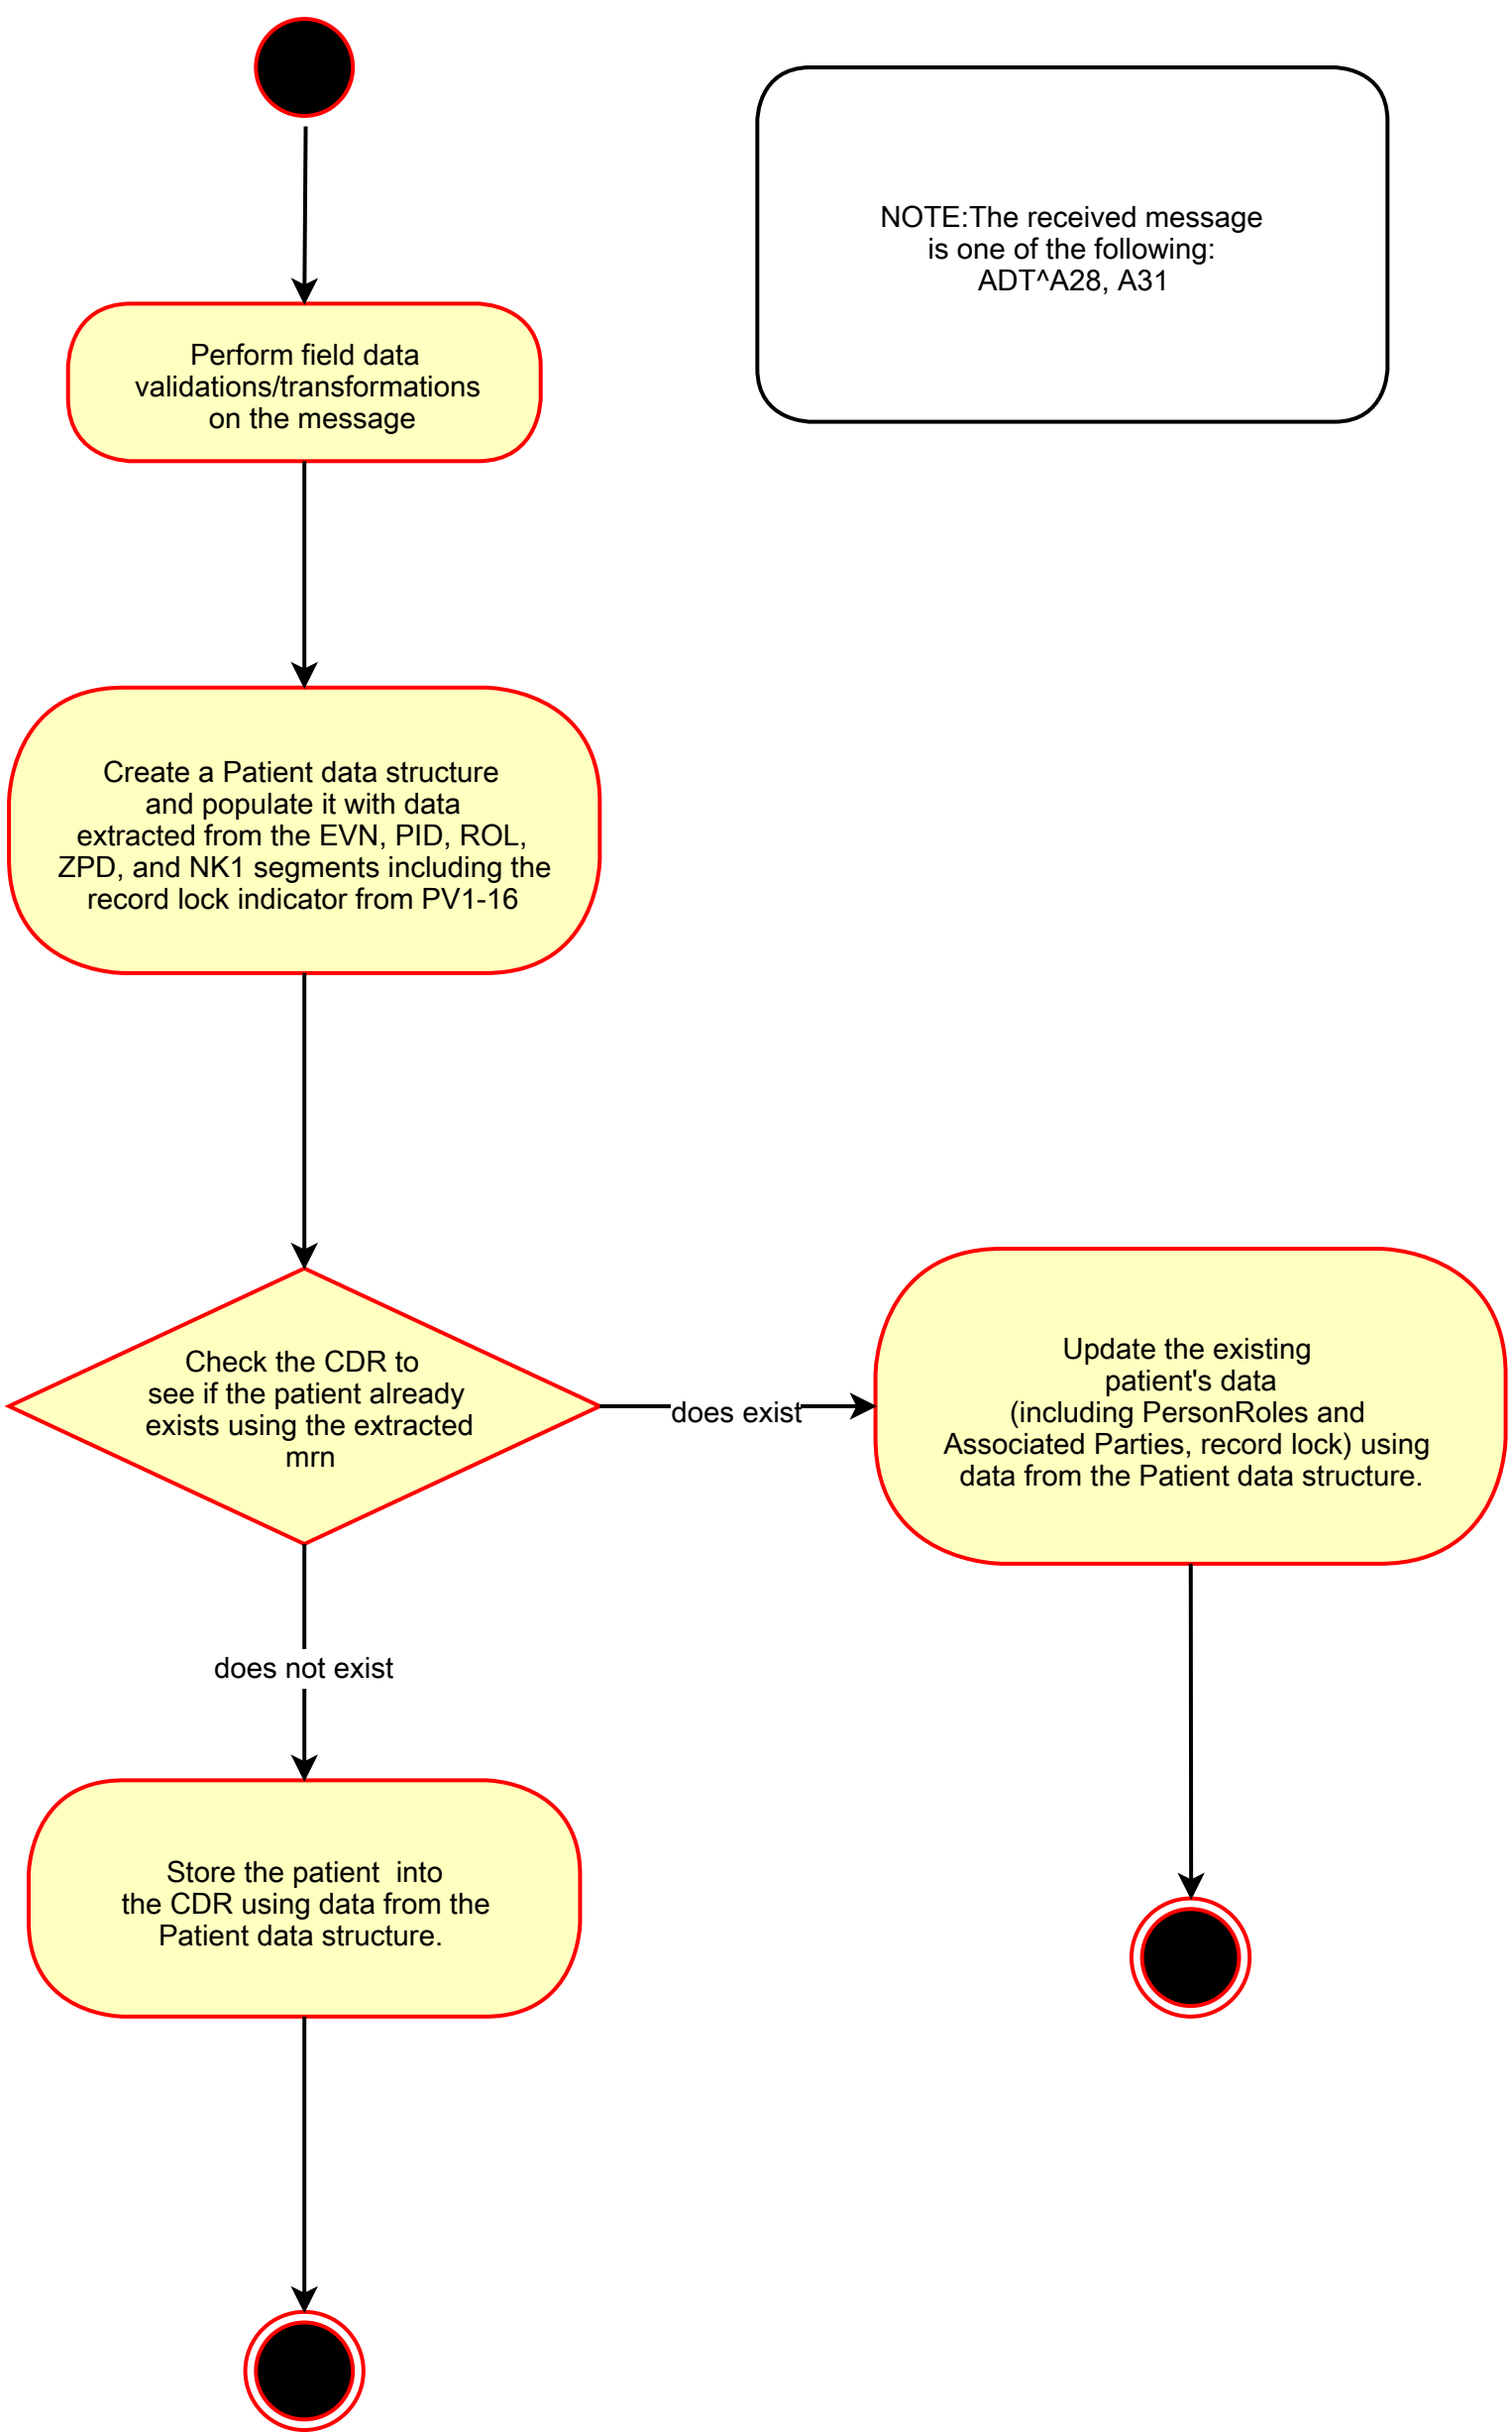 NOTE:The received message
is one of the following:
ADT^A28, A31
Perform field data
validations/transformations
on the message
Create a Patient data structure
and populate it with data
extracted from the EVN, PID, ROL,
ZPD, and NK1 segments including the
record lock indicator from PV1-16
Check the CDR to
see if the patient already
exists using the extracted
mrn
does exist
Update the existing
patient's data
(including PersonRoles and
Associated Parties, record lock) using
data from the Patient data structure.
does not exist
Store the patient  into
the CDR using data from the
Patient data structure.